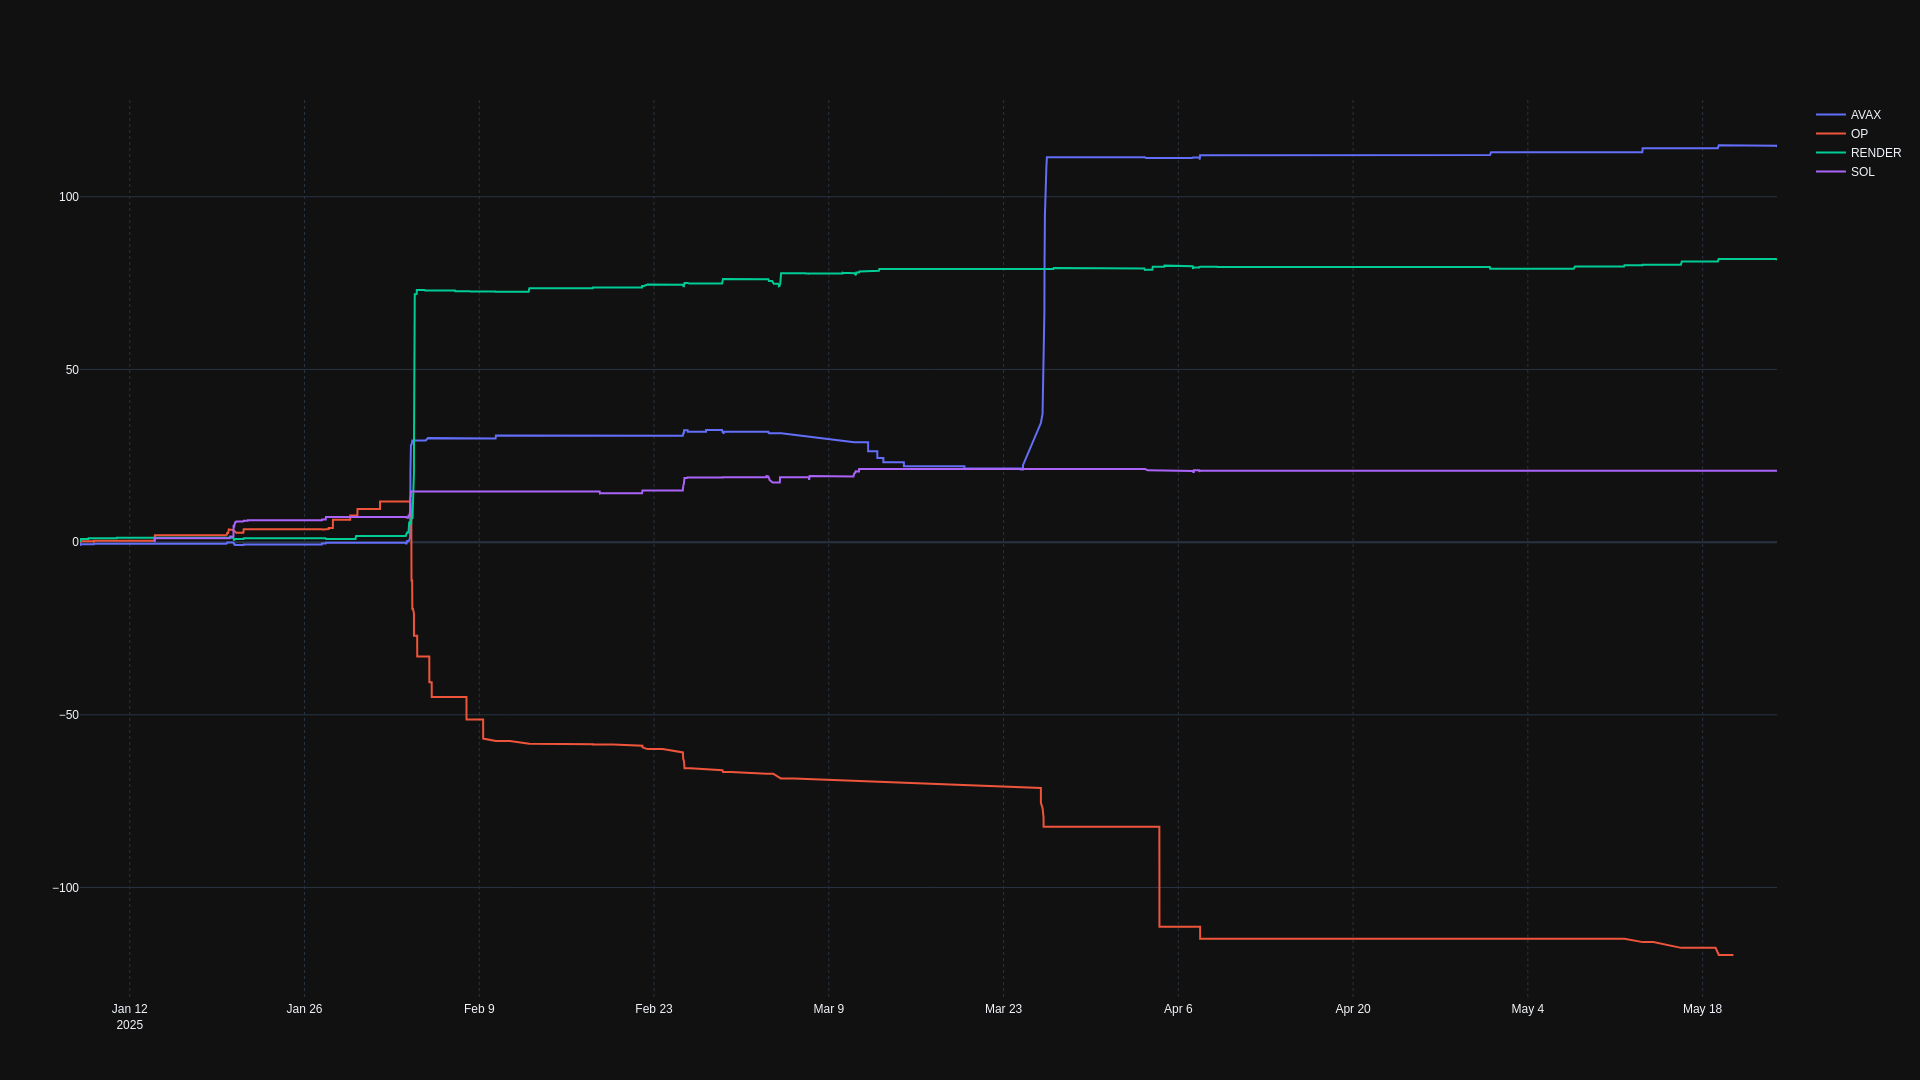 AVAX
OP
RENDER
SOL
100
50
0
−50
−100
Jan 12
2025
Jan 26
Feb 9
Feb 23
Mar 9
Mar 23
Apr 6
Apr 20
May 4
May 18